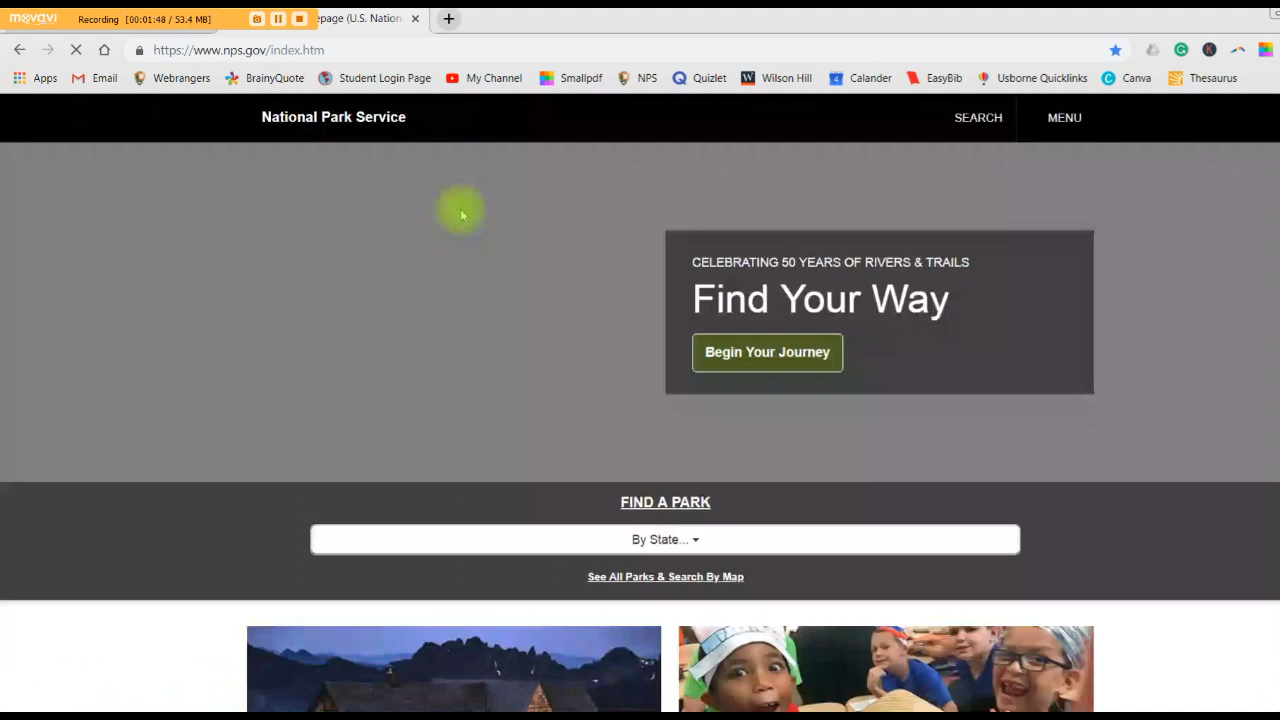 movavi
Recording [00:01:48 / 53.4 MB]
epage (U.S. Nation
https://www.nps.gov/index.htm
Apps Email Webrangers BrainyQuote Student Login Page My Channel Smallpdf NPS Quizlet Wilson Hill Calander EasyBib Usborne Quicklinks Canva Thesaurus
National Park Service SEARCH MENU
CELEBRATING 50 YEARS OF RIVERS & TRAILS
Find Your Way
Begin Your Journey
FIND A PARK
By State...
See All Parks & Search By Map